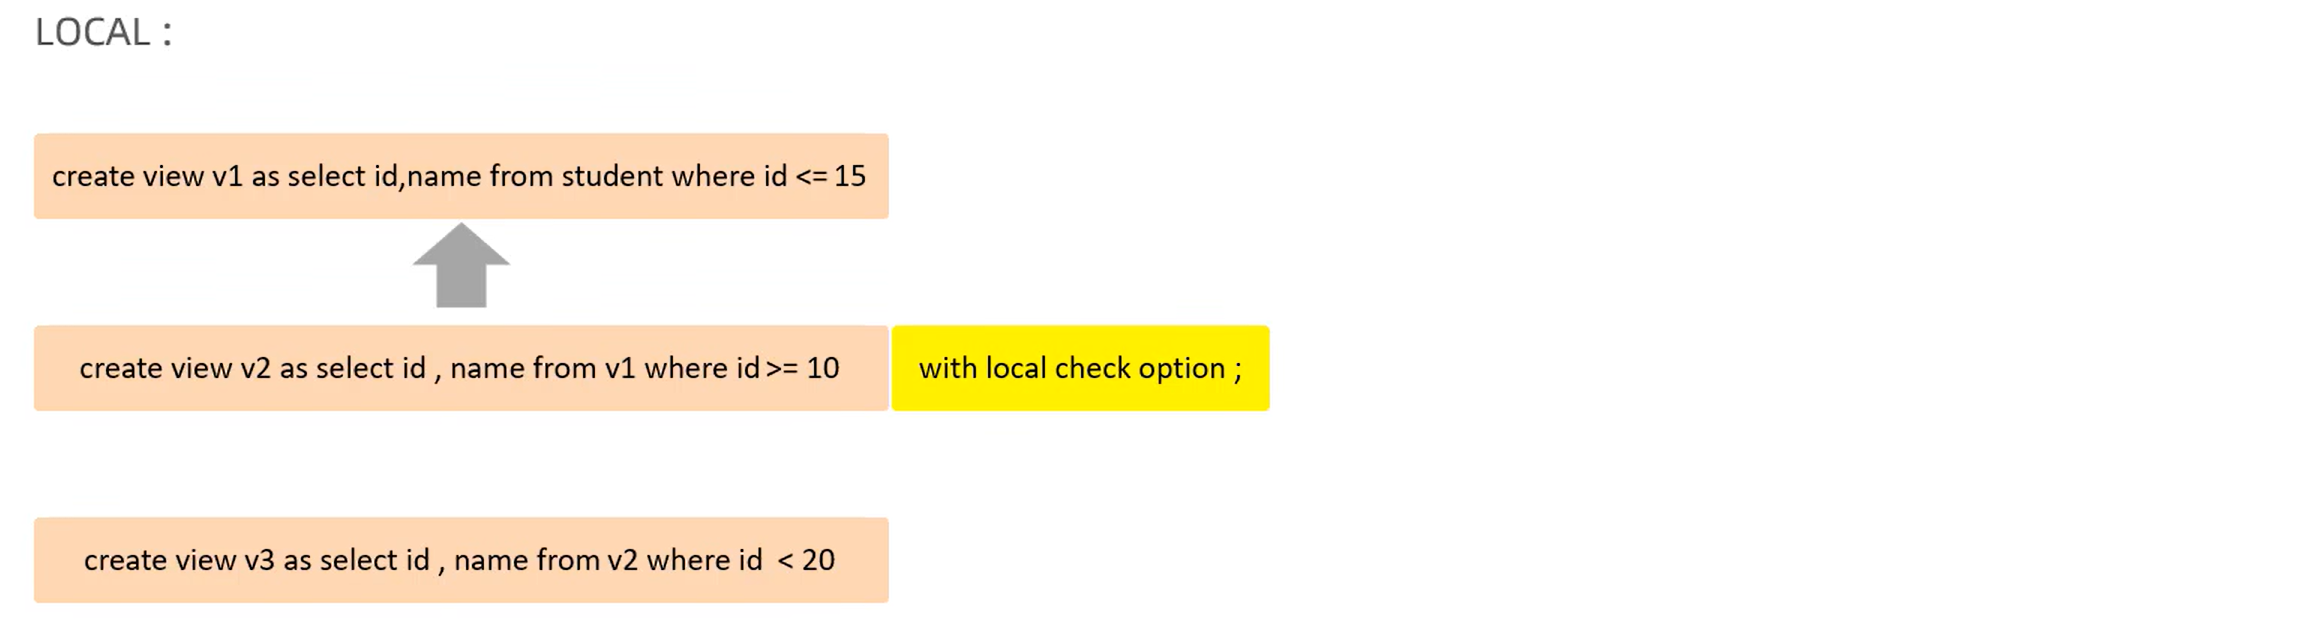 LOCAL :
create view v1 as select id,name from student where id <= 15
create view v2 as select id , name from v1 where id >= 10
with local check option ;
create view v3 as select id , name from v2 where id < 20